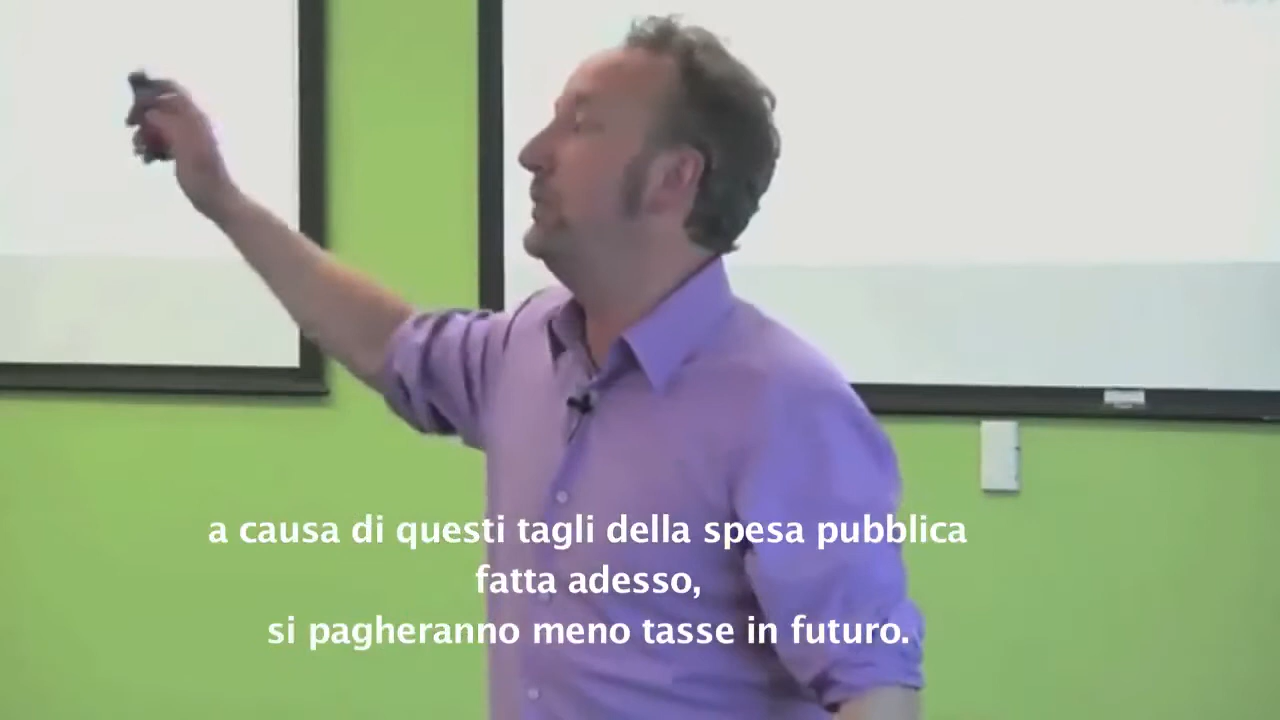 a causa di questi tagli della spesa pubblica
fatta adesso,
si pagheranno meno tasse in futuro.